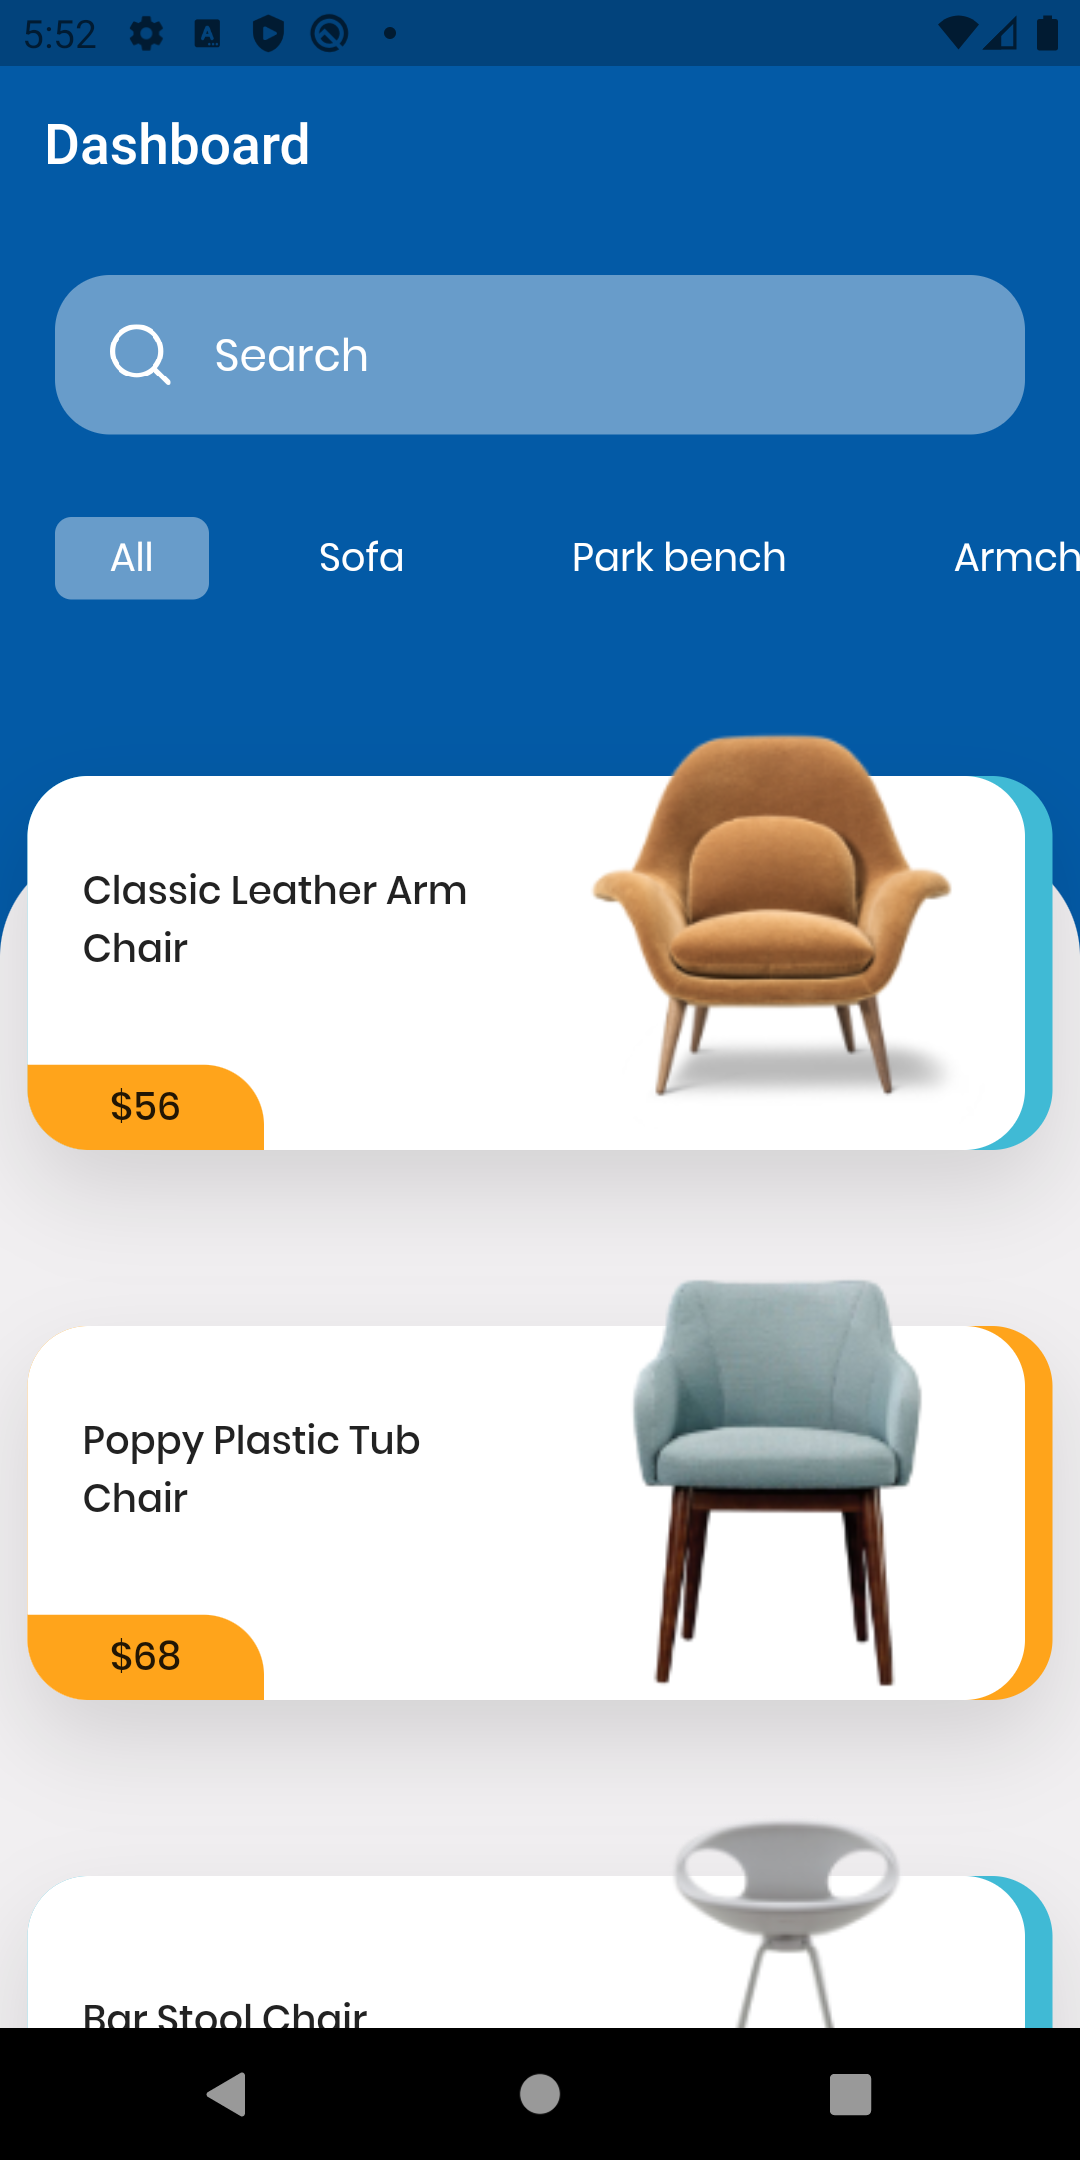 5:52
Dashboard
Search
All Sofa Park bench Armch
Classic Leather Arm
Chair
$56
Poppy Plastic Tub
Chair
$68
Bar Stool Chair